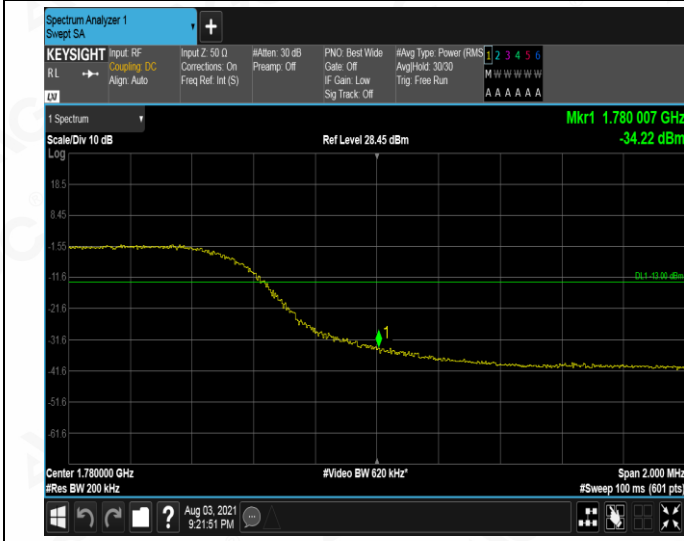 Spectrum Analyzer 1
Swept SA
+
KEYSIGHT Input: RF Input Z: 50 Ω #Atten: 30 dB PNO: Best Wide #Avg Type: Power (RMS 1 2 3 4 5 6
RL Coupling: DC Corrections: On Preamp: Off Gate: Off Avg|Hold: 30/30 M W W W W W
Align: Auto Freq Ref: Int (S) IF Gain: Low Trig: Free Run
Sig Track: Off A A A A A A
LXI
1 Spectrum Mkr1 1.780 007 GHz
Scale/Div 10 dB Ref Level 28.45 dBm -34.22 dBm
Log
18.5
8.45
-1.55
-11.6
DL1 -13.00 dBm
-21.6
-31.6
1
-41.6
-51.6
-61.6
Center 1.780000 GHz #Video BW 620 kHz* Span 2.000 MHz
#Res BW 200 kHz #Sweep 100 ms (601 pts)
? Aug 03, 2021
9:21:51 PM